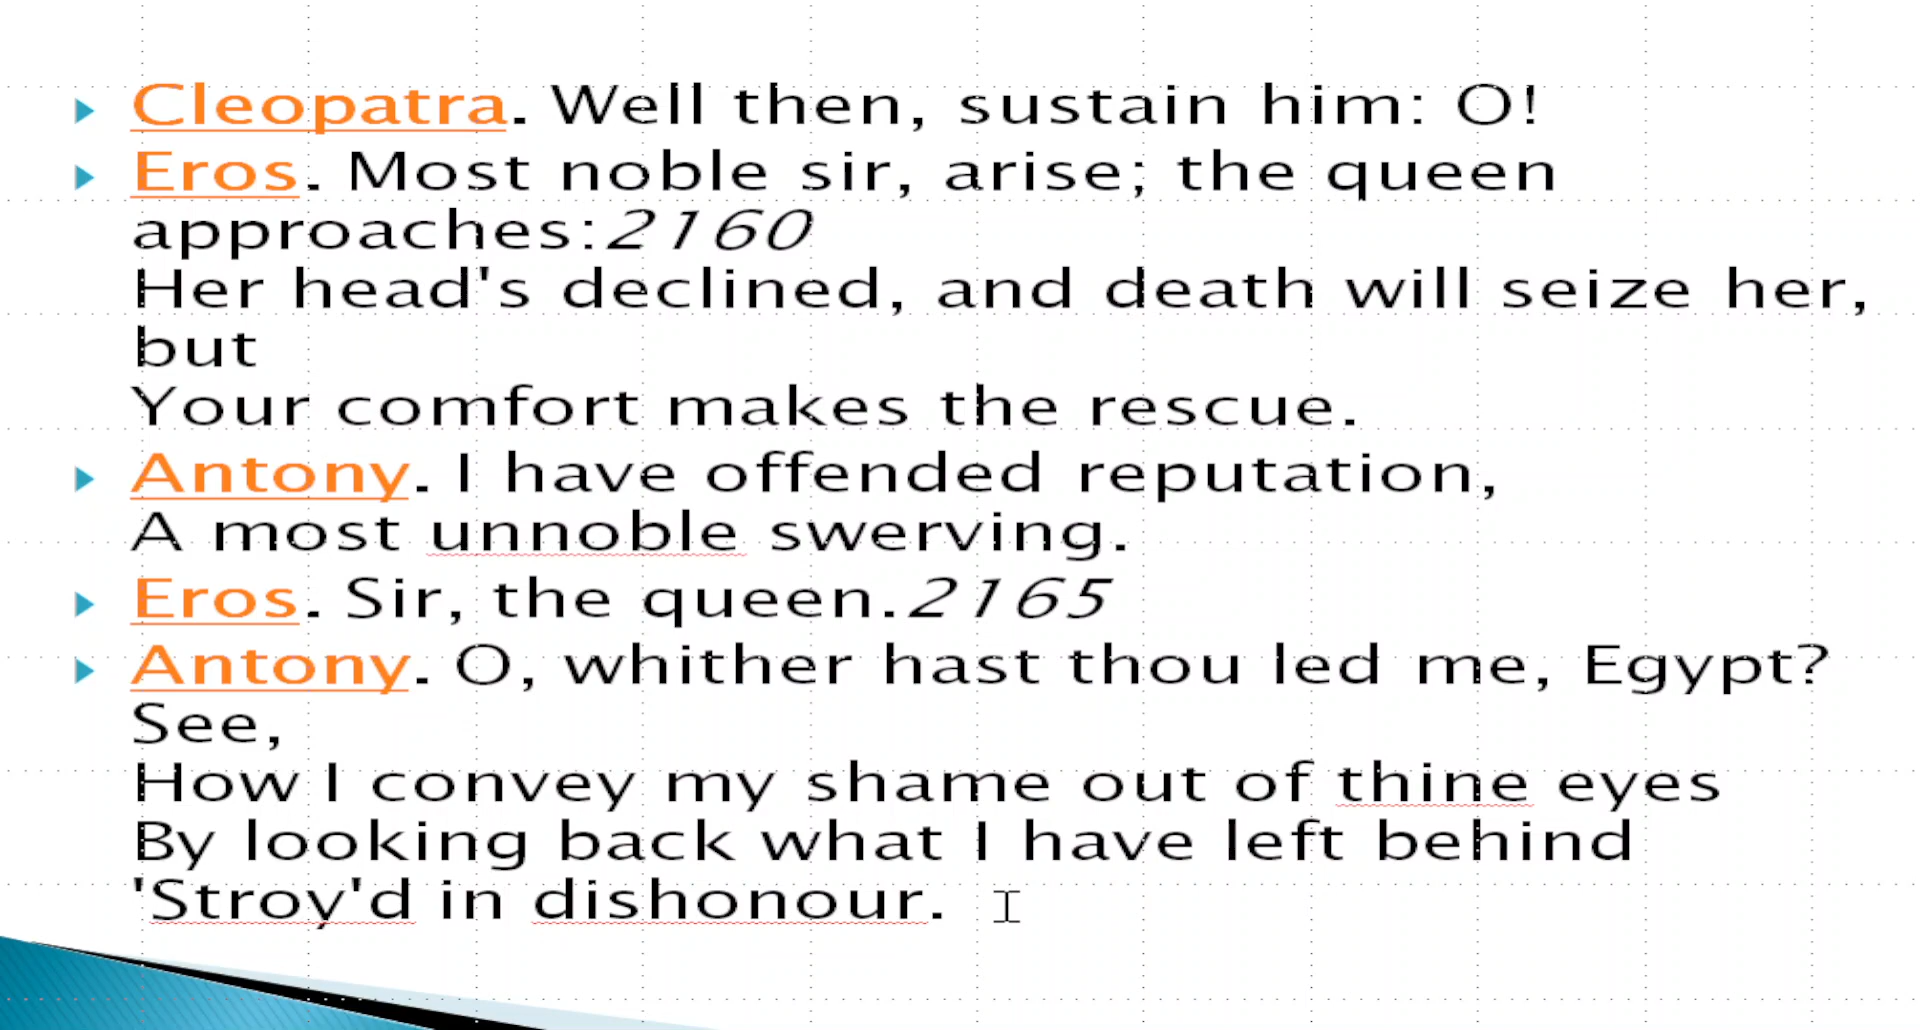 Cleopatra. Well then, sustain him: O!
Eros. Most noble sir, arise; the queen
approaches:2160
Her head's declined, and death will seize her,
but
Your comfort makes the rescue.
Antony. I have offended reputation,
A most unnoble swerving.
Eros. Sir, the queen.2165
Antony. O, whither hast thou led me, Egypt?
See,
How I convey my shame out of thine eyes
By looking back what I have left behind
'Stroy'd in dishonour.